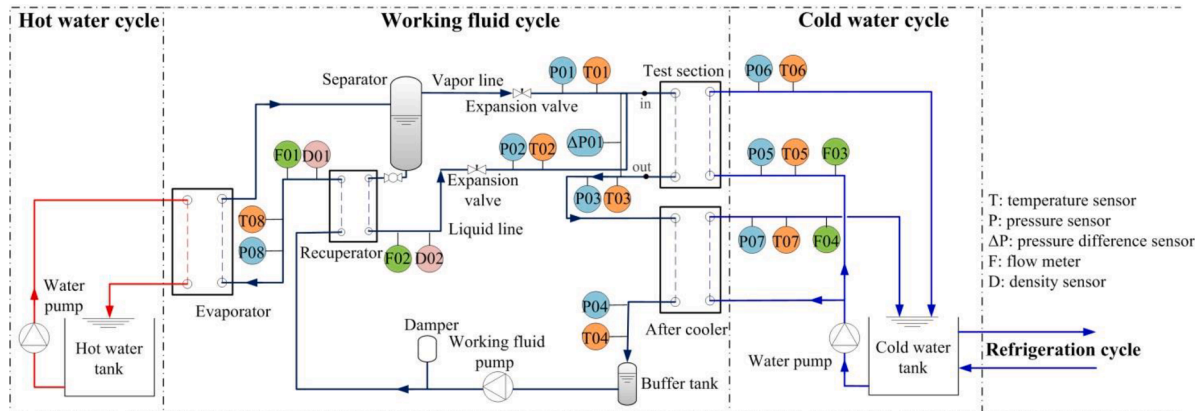 Hot water cycle
Working fluid cycle
Cold water cycle
Separator
Vapor line
Expansion valve
P01
T01
Test section
in
P06
T06
F01
D01
P02
T02
ΔP01
out
P05
T05
F03
Expansion
valve
P03
T03
T08
P08
Recuperator
Liquid line
F02
D02
P07
T07
F04
T: temperature sensor
P: pressure sensor
ΔP: pressure difference sensor
F: flow meter
D: density sensor
Water
pump
Evaporator
P04
T04
After cooler
Hot water
tank
Damper
Working fluid
pump
Buffer tank
Water pump
Cold water
tank
Refrigeration cycle